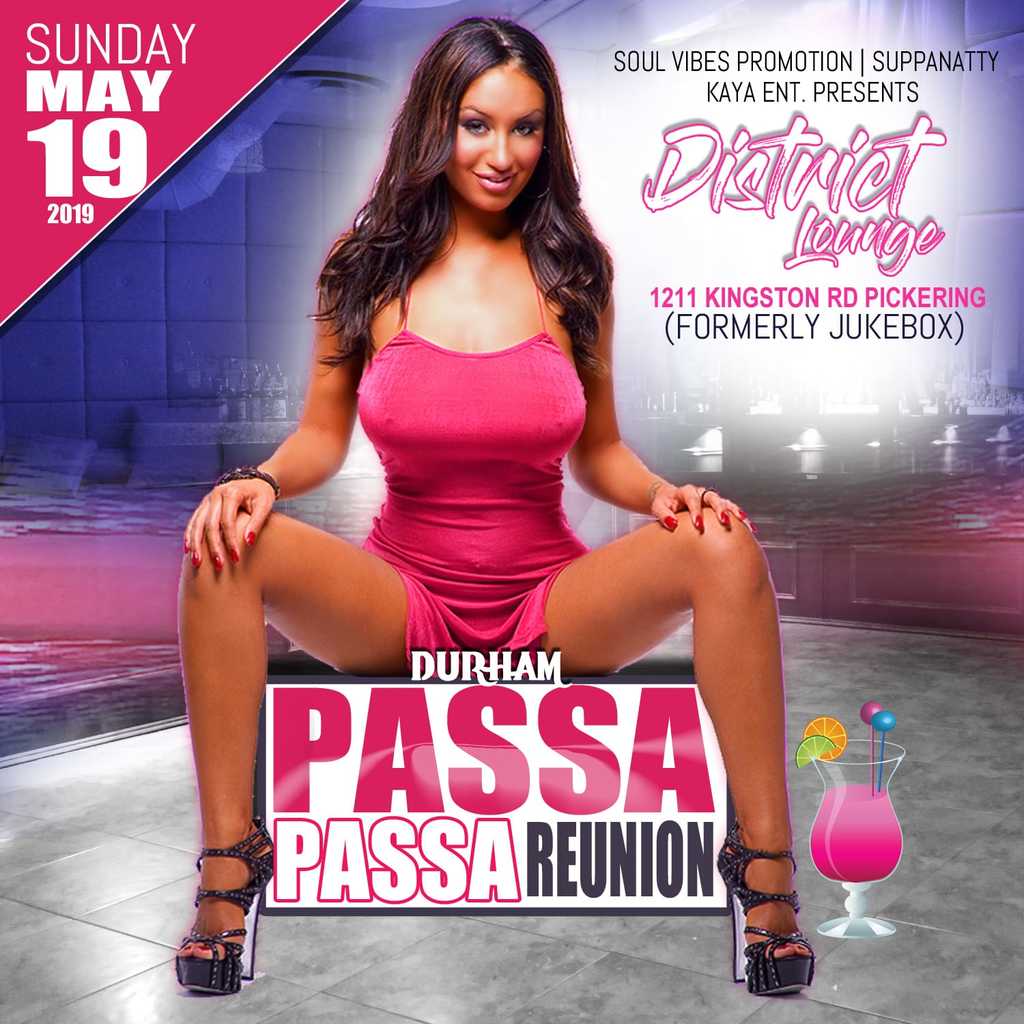 SUNDAY
MAY
19
2019
SOUL VIBES PROMOTION | SUPPANATTY
KAYA ENT. PRESENTS
District
Lounge
1211 KINGSTON RD PICKERING
(FORMERLY JUKEBOX)
DURHAM
PASSA
PASSA REUNION